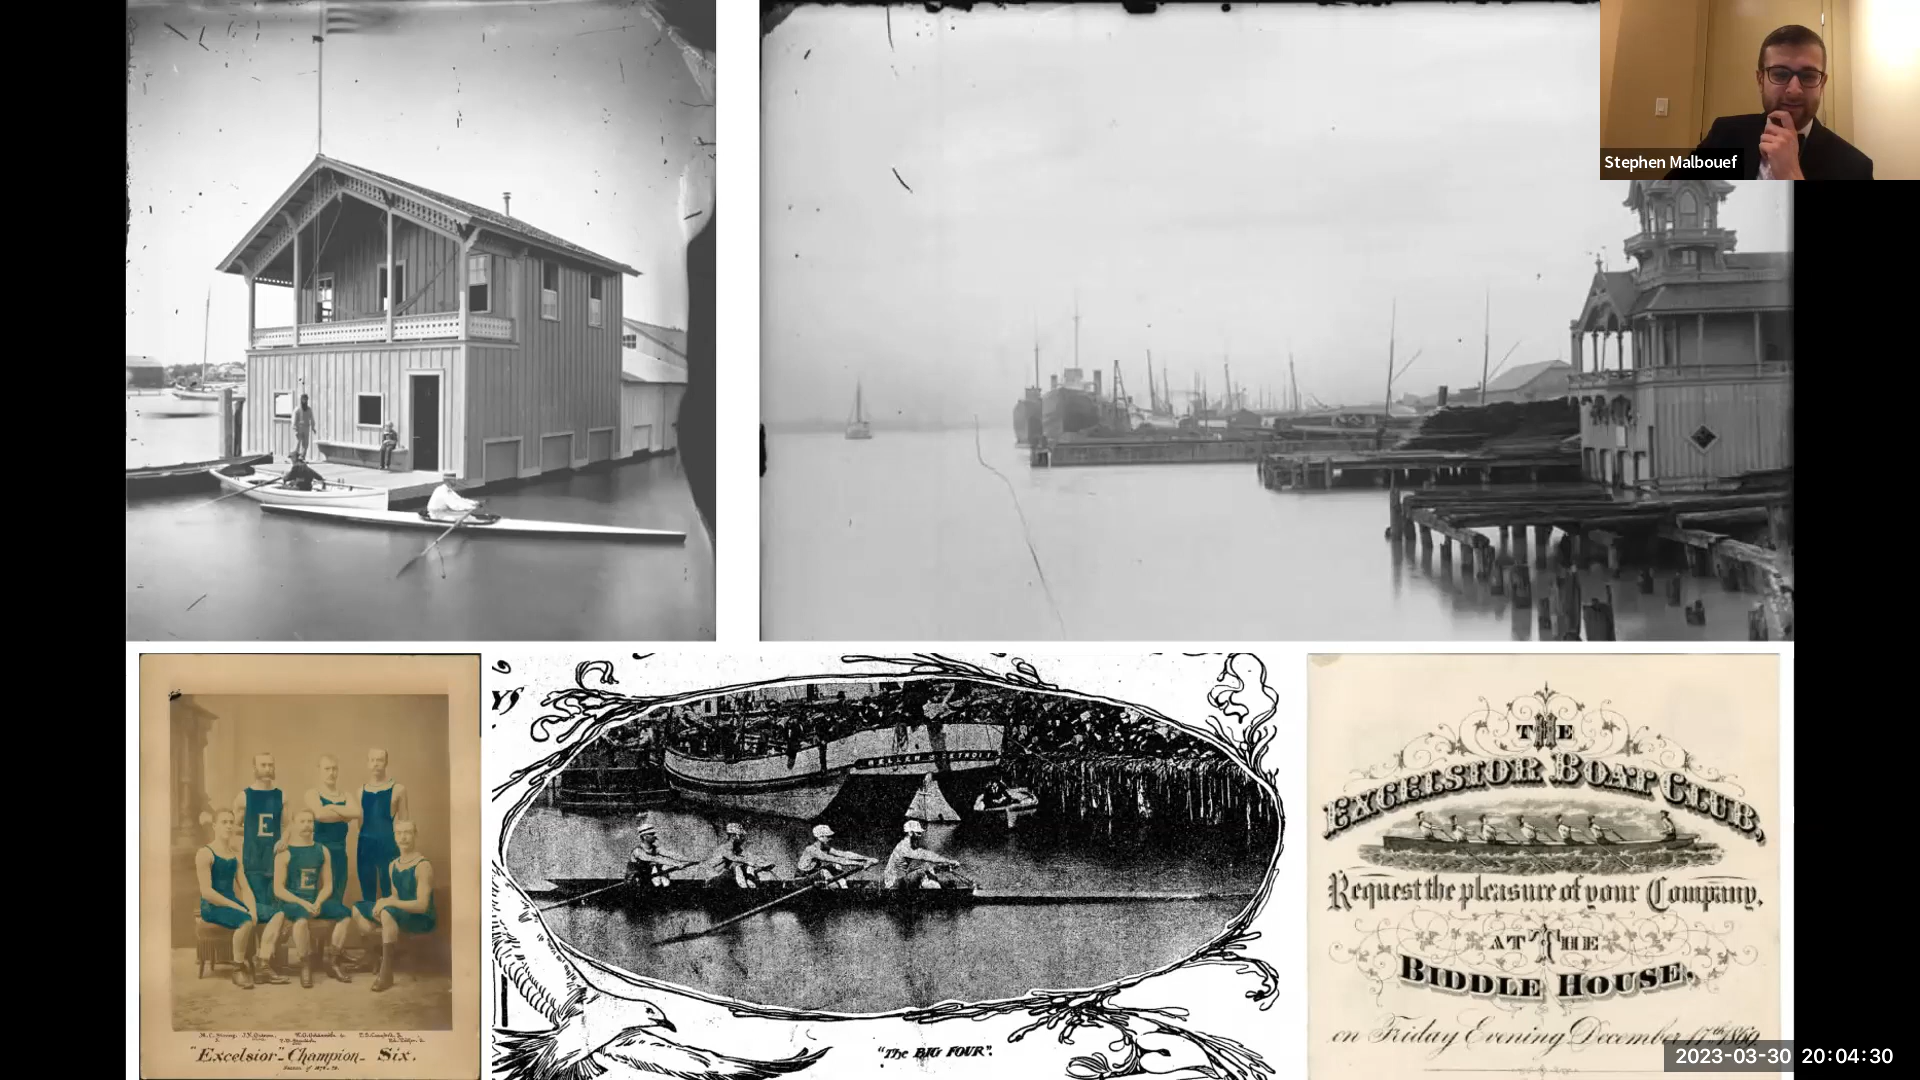 Stephen Malbouef
YS
E
E
"Excelsior" Champion Six.
"The BIG FOUR".
THE
EXCELSIOR BOAT CLUB,
Request the pleasure of your Company,
AT THE
BIDDLE HOUSE,
on Friday Evening December 17th 1869.
2023-03-30 20:04:30